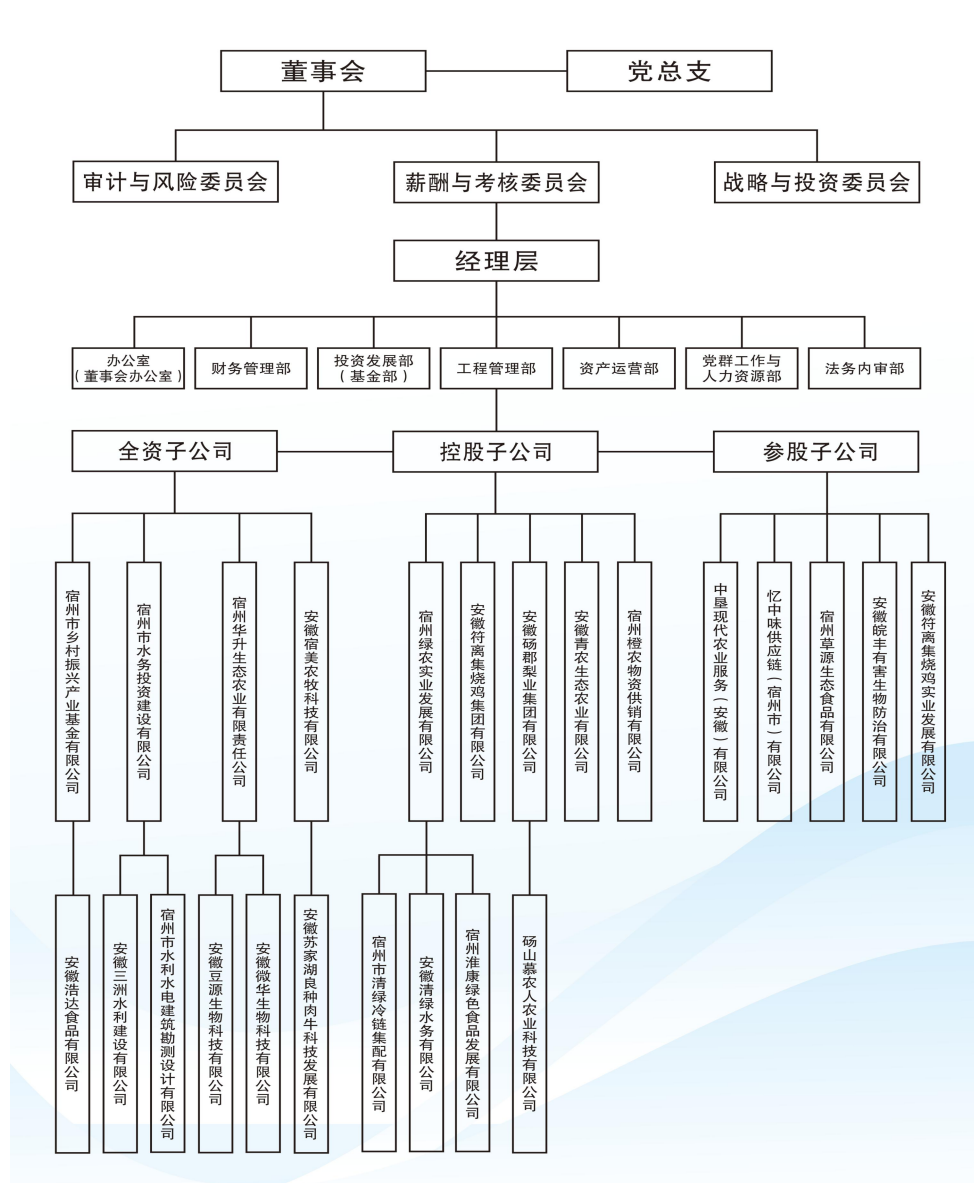 董事会
党总支
审计与风险委员会
薪酬与考核委员会
战略与投资委员会
经理层
办公室
（董事会办公室）
财务管理部
投资发展部
（基金部）
工程管理部
资产运营部
党群工作与
人力资源部
法务内审部
全资子公司
控股子公司
参股子公司
宿州市乡村振兴产业基金有限公司
宿州市水务投资建设有限公司
宿州华升生态农业有限责任公司
安徽宿美农牧科技有限公司
宿州绿农实业发展有限公司
安徽符离集烧鸡集团有限公司
安徽砀郡梨业集团有限公司
安徽青农生态农业有限公司
宿州橙农物资供销有限公司
中垦现代农业服务（安徽）有限公司
忆中味供应链（宿州市）有限公司
宿州草源生态食品有限公司
安徽皖丰有害生物防治有限公司
安徽符离集烧鸡实业发展有限公司
安徽浩达食品有限公司
安徽三洲水利建设有限公司
宿州市水利水电建筑勘测设计有限公司
安徽豆源生物科技有限公司
安徽微华生物科技有限公司
安徽苏家湖良种肉牛科技发展有限公司
宿州市清绿冷链集配有限公司
安徽清绿水务有限公司
宿州淮康绿色食品发展有限公司
砀山慕农人农业科技有限公司